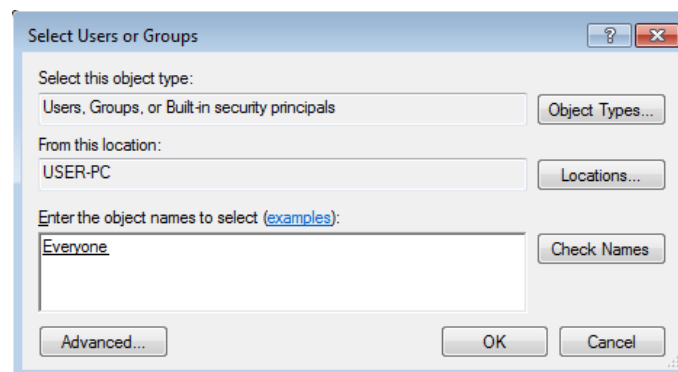 Select Users or Groups
Select this object type:
Users, Groups, or Built-in security principals
Object Types...
From this location:
USER-PC
Locations...
Enter the object names to select (examples):
Everyone
Check Names
Advanced...
OK
Cancel